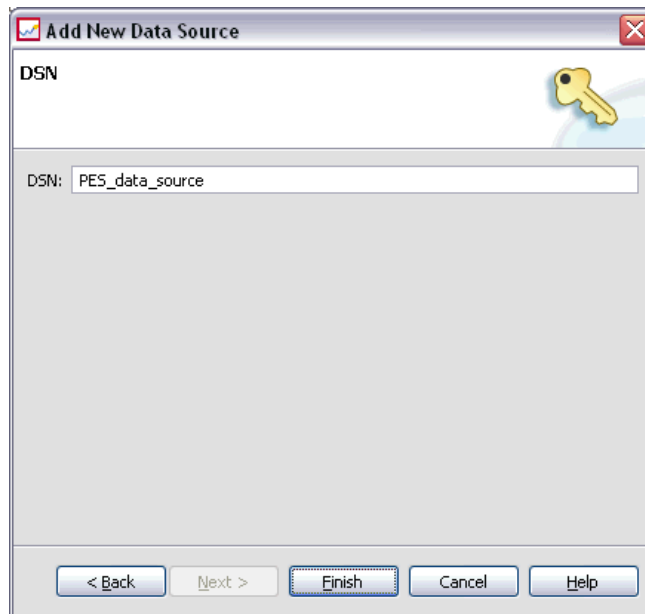 Add New Data Source
DSN
DSN: PES_data_source
< Back Next > Finish Cancel Help